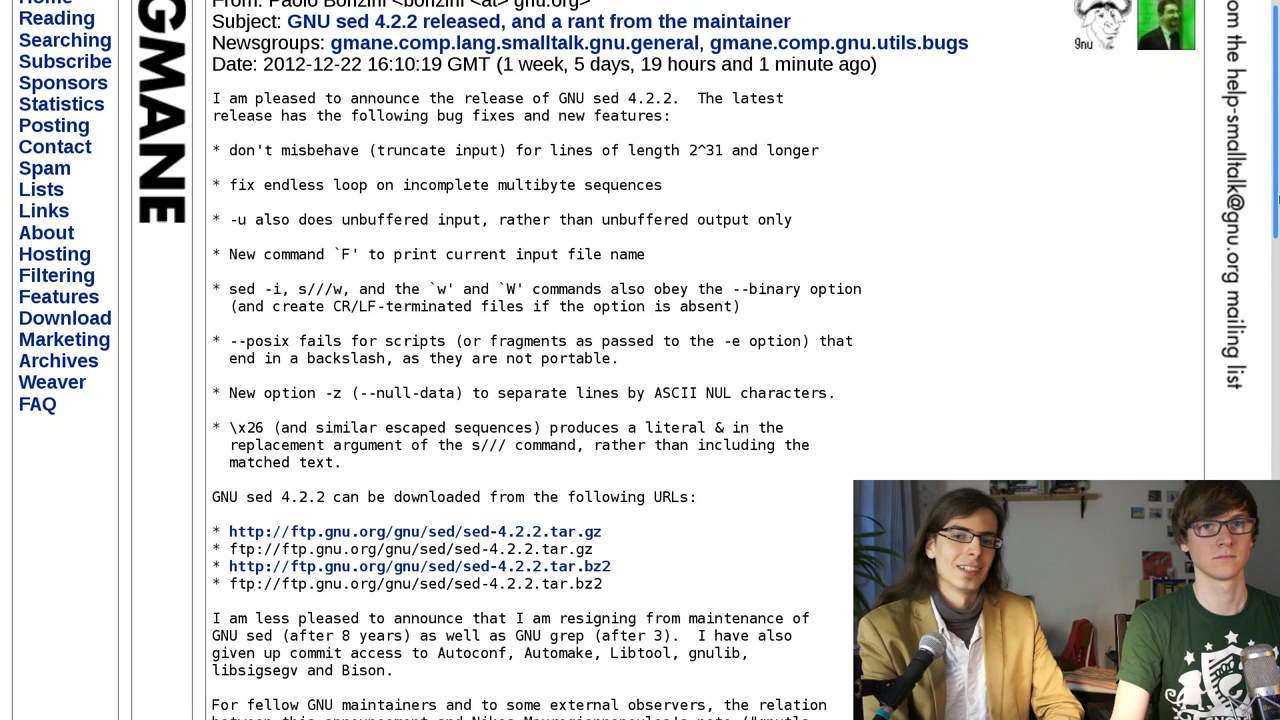 Home
Reading
Searching
Subscribe
Sponsors
Statistics
Posting
Contact
Spam
Lists
Links
About
Hosting
Filtering
Features
Download
Marketing
Archives
Weaver
FAQ
GMANE
From: Paolo Bonzini <bonzini <at> gnu.org>
Subject: GNU sed 4.2.2 released, and a rant from the maintainer
Newsgroups: gmane.comp.lang.smalltalk.gnu.general, gmane.comp.gnu.utils.bugs
Date: 2012-12-22 16:10:19 GMT (1 week, 5 days, 19 hours and 1 minute ago)
I am pleased to announce the release of GNU sed 4.2.2.  The latest
release has the following bug fixes and new features:
* don't misbehave (truncate input) for lines of length 2^31 and longer
* fix endless loop on incomplete multibyte sequences
* -u also does unbuffered input, rather than unbuffered output only
* New command `F' to print current input file name
* sed -i, s///w, and the `w' and `W' commands also obey the --binary option
(and create CR/LF-terminated files if the option is absent)
* --posix fails for scripts (or fragments as passed to the -e option) that
end in a backslash, as they are not portable.
* New option -z (--null-data) to separate lines by ASCII NUL characters.
* \x26 (and similar escaped sequences) produces a literal & in the
replacement argument of the s/// command, rather than including the
matched text.
GNU sed 4.2.2 can be downloaded from the following URLs:
* http://ftp.gnu.org/gnu/sed/sed-4.2.2.tar.gz
* ftp://ftp.gnu.org/gnu/sed/sed-4.2.2.tar.gz
* http://ftp.gnu.org/gnu/sed/sed-4.2.2.tar.bz2
* ftp://ftp.gnu.org/gnu/sed/sed-4.2.2.tar.bz2
I am less pleased to announce that I am resigning from maintenance of
GNU sed (after 8 years) as well as GNU grep (after 3).  I have also
given up commit access to Autoconf, Automake, Libtool, gnulib,
libsigsegv and Bison.
For fellow GNU maintainers and to some external observers, the relation
between this announcement and Nikos Mavrogiannopoulos's note ("gnutls
gnu
om the help-smalltalk@gnu.org mailing list